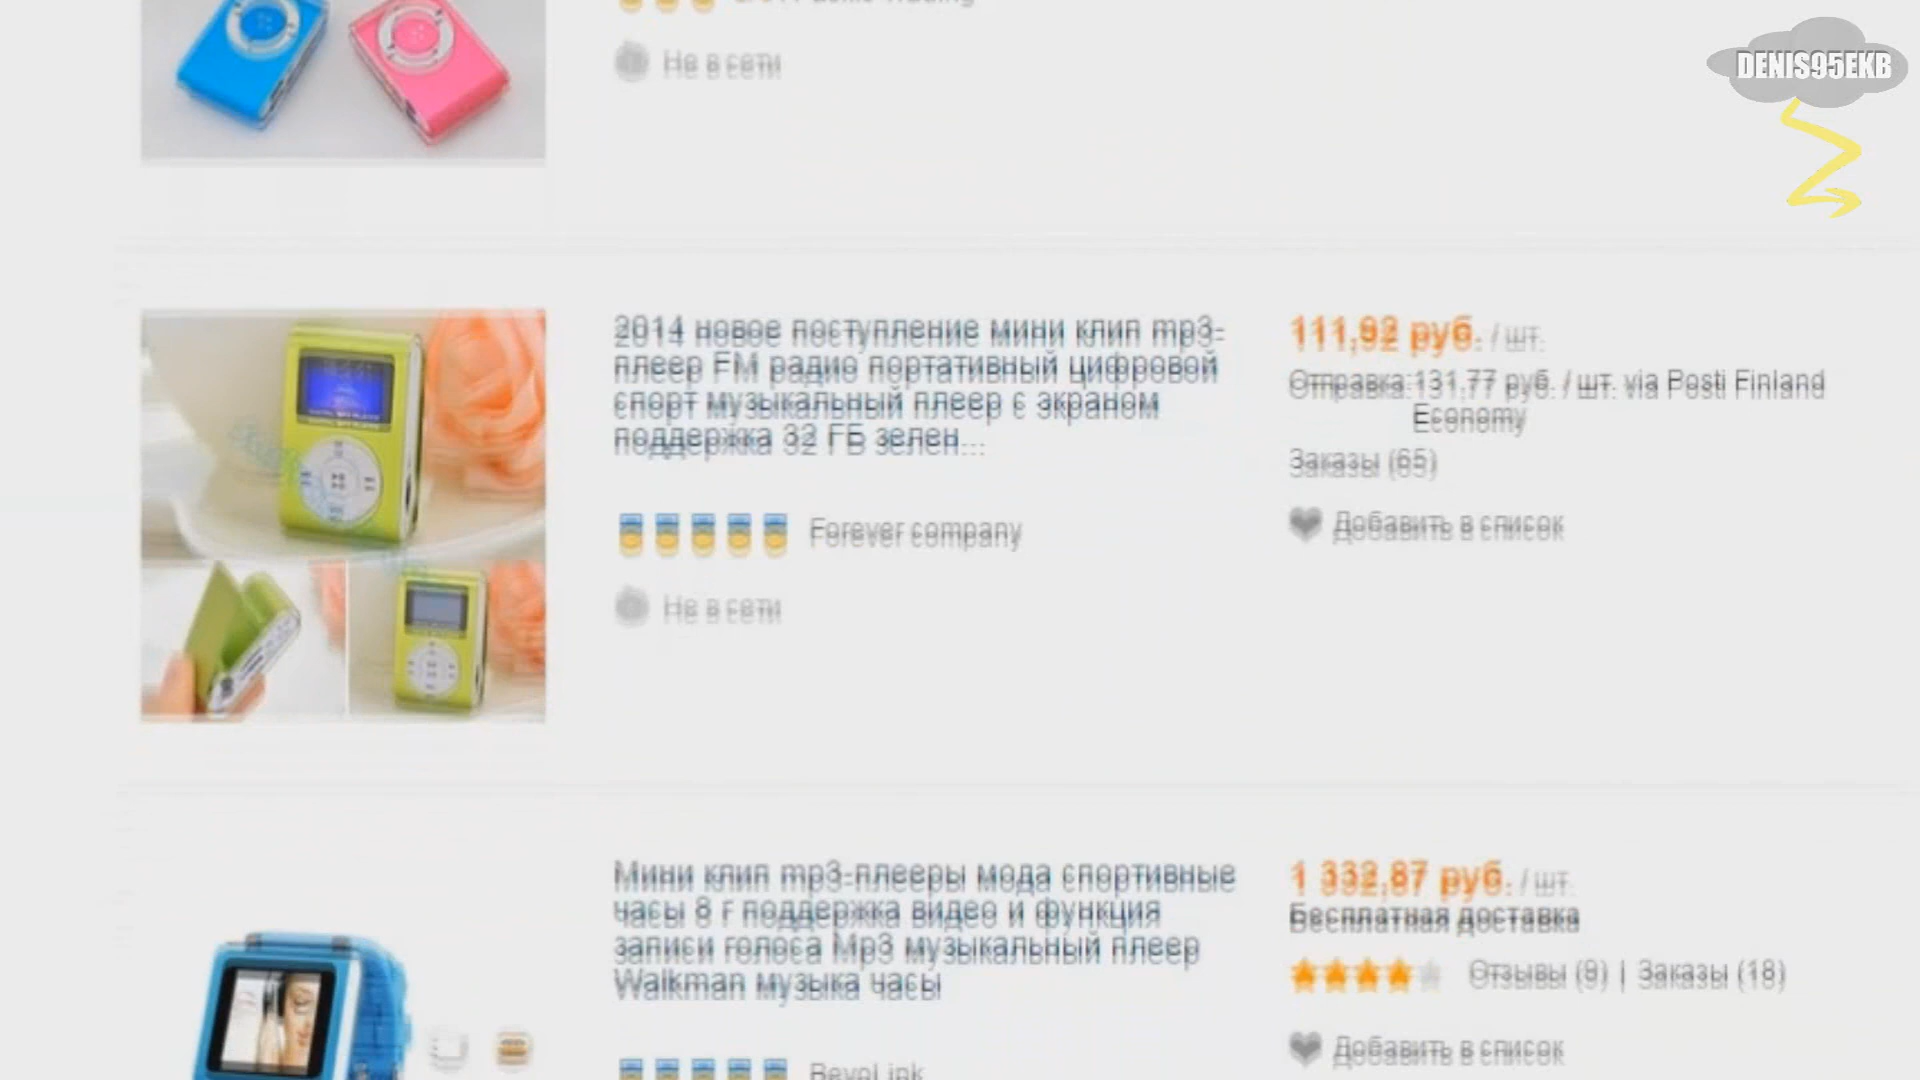 Не в сети
DENIS95EKB
2014 новое поступление мини клип mp3-
плеер FM радио портативный цифровой
спорт музыкальный плеер с экраном
поддержка 32 ГБ зелен...
Forever company
Не в сети
111,92 руб. / шт.
Отправка:131,77 руб. / шт. via Posti Finland
Economy
Заказы (65)
Добавить в список
Мини клип mp3-плееры мода спортивные
часы 8 г поддержка видео и функция
записи голоса Mp3 музыкальный плеер
Walkman музыка часы
BevoLink
1 332,87 руб. / шт.
Бесплатная доставка
Отзывы (9) | Заказы (18)
Добавить в список